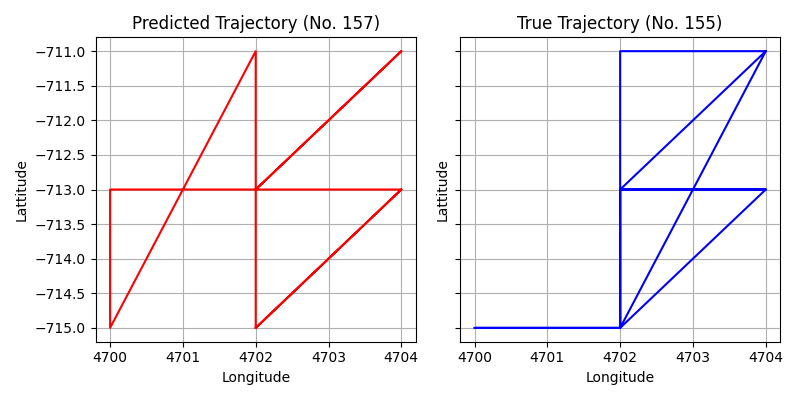 Predicted Trajectory (No. 157)
True Trajectory (No. 155)
−711.0
−711.5
−712.0
−712.5
−713.0
−713.5
−714.0
−714.5
−715.0
Lattitude
Lattitude
4700 4701 4702 4703 4704
4700 4701 4702 4703 4704
Longitude
Longitude